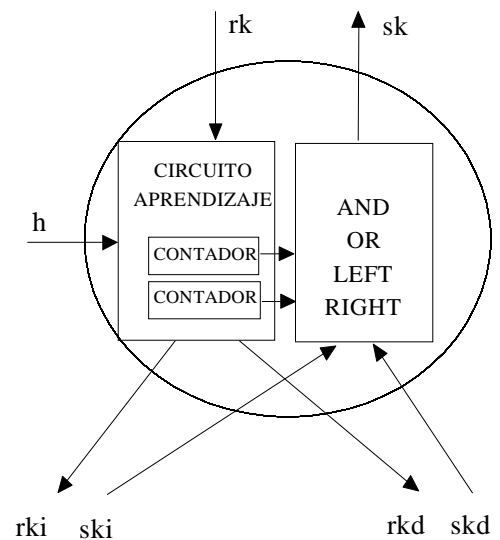 rk
sk
CIRCUITO
APRENDIZAJE
AND
OR
LEFT
RIGHT
h
CONTADOR
CONTADOR
rki
ski
rkd
skd